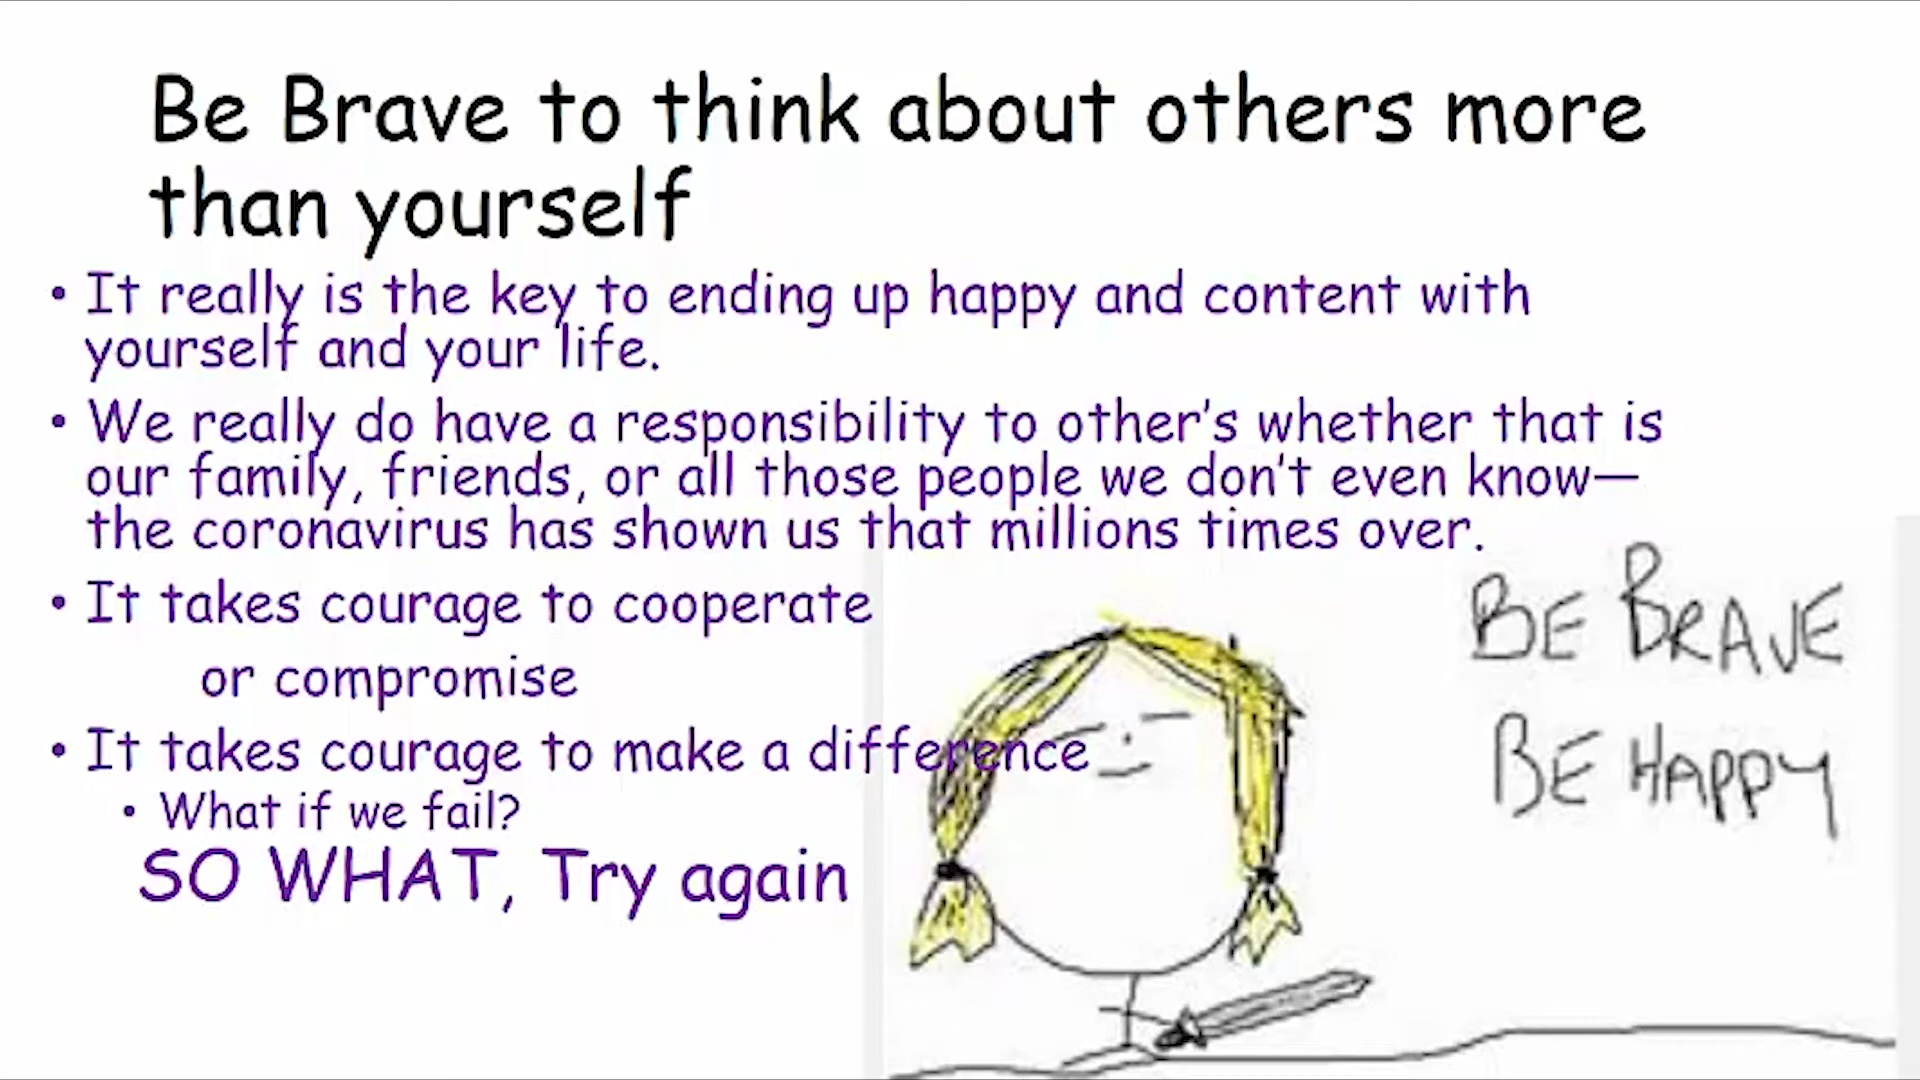 Be Brave to think about others more
than yourself
• It really is the key to ending up happy and content with
yourself and your life.
• We really do have a responsibility to other's whether that is
our family, friends, or all those people we don't even know—
the coronavirus has shown us that millions times over.
• It takes courage to cooperate
or compromise
• It takes courage to make a difference
• What if we fail?
SO WHAT, Try again
BE BRAVE
BE HAPPY